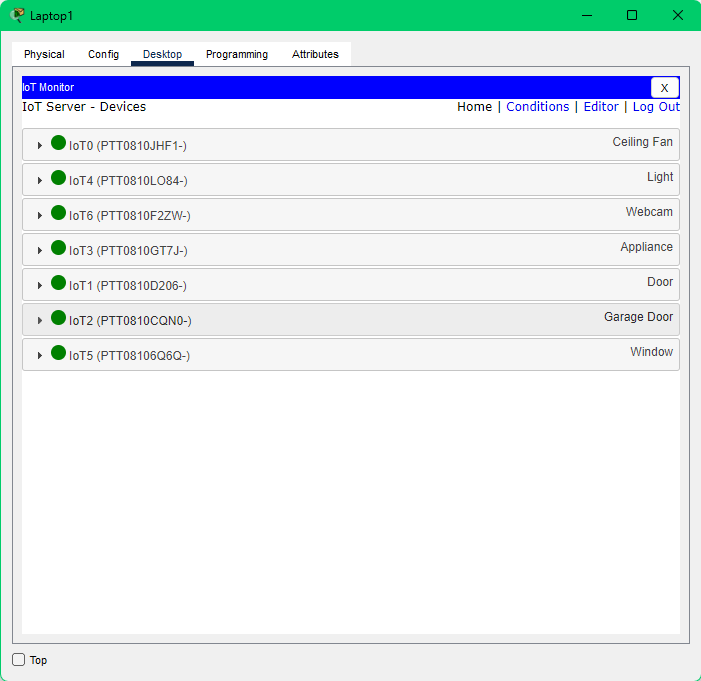 Laptop1
Physical Config Desktop Programming Attributes
IoT Monitor X
IoT Server - Devices Home | Conditions | Editor | Log Out
IoT0 (PTT0810JHF1-) Ceiling Fan
IoT4 (PTT0810LO84-) Light
IoT6 (PTT0810F2ZW-) Webcam
IoT3 (PTT0810GT7J-) Appliance
IoT1 (PTT0810D206-) Door
IoT2 (PTT0810CQN0-) Garage Door
IoT5 (PTT08106Q6Q-) Window
Top